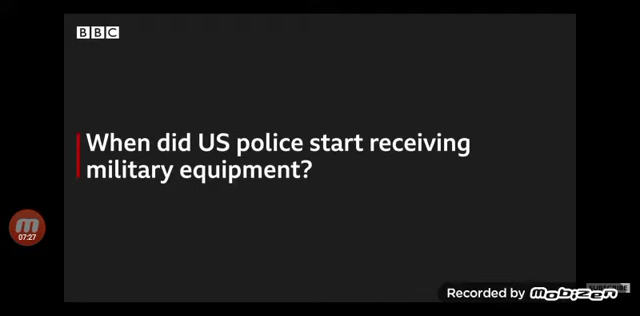 BBC
When did US police start receiving
military equipment?
07:27
Recorded by Mobizen